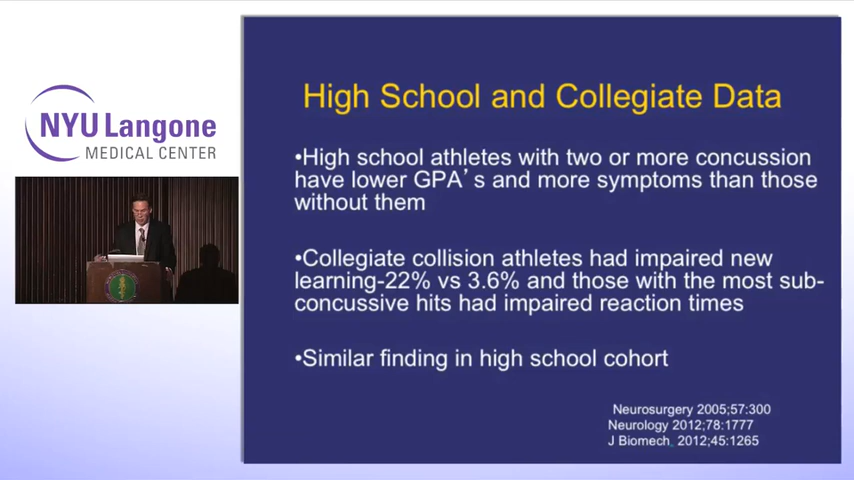 NYU Langone
MEDICAL CENTER
High School and Collegiate Data
•High school athletes with two or more concussion
have lower GPA’s and more symptoms than those
without them
•Collegiate collision athletes had impaired new
learning-22% vs 3.6% and those with the most sub-
concussive hits had impaired reaction times
•Similar finding in high school cohort
Neurosurgery 2005;57:300
Neurology 2012;78:1777
J Biomech 2012;45:1265